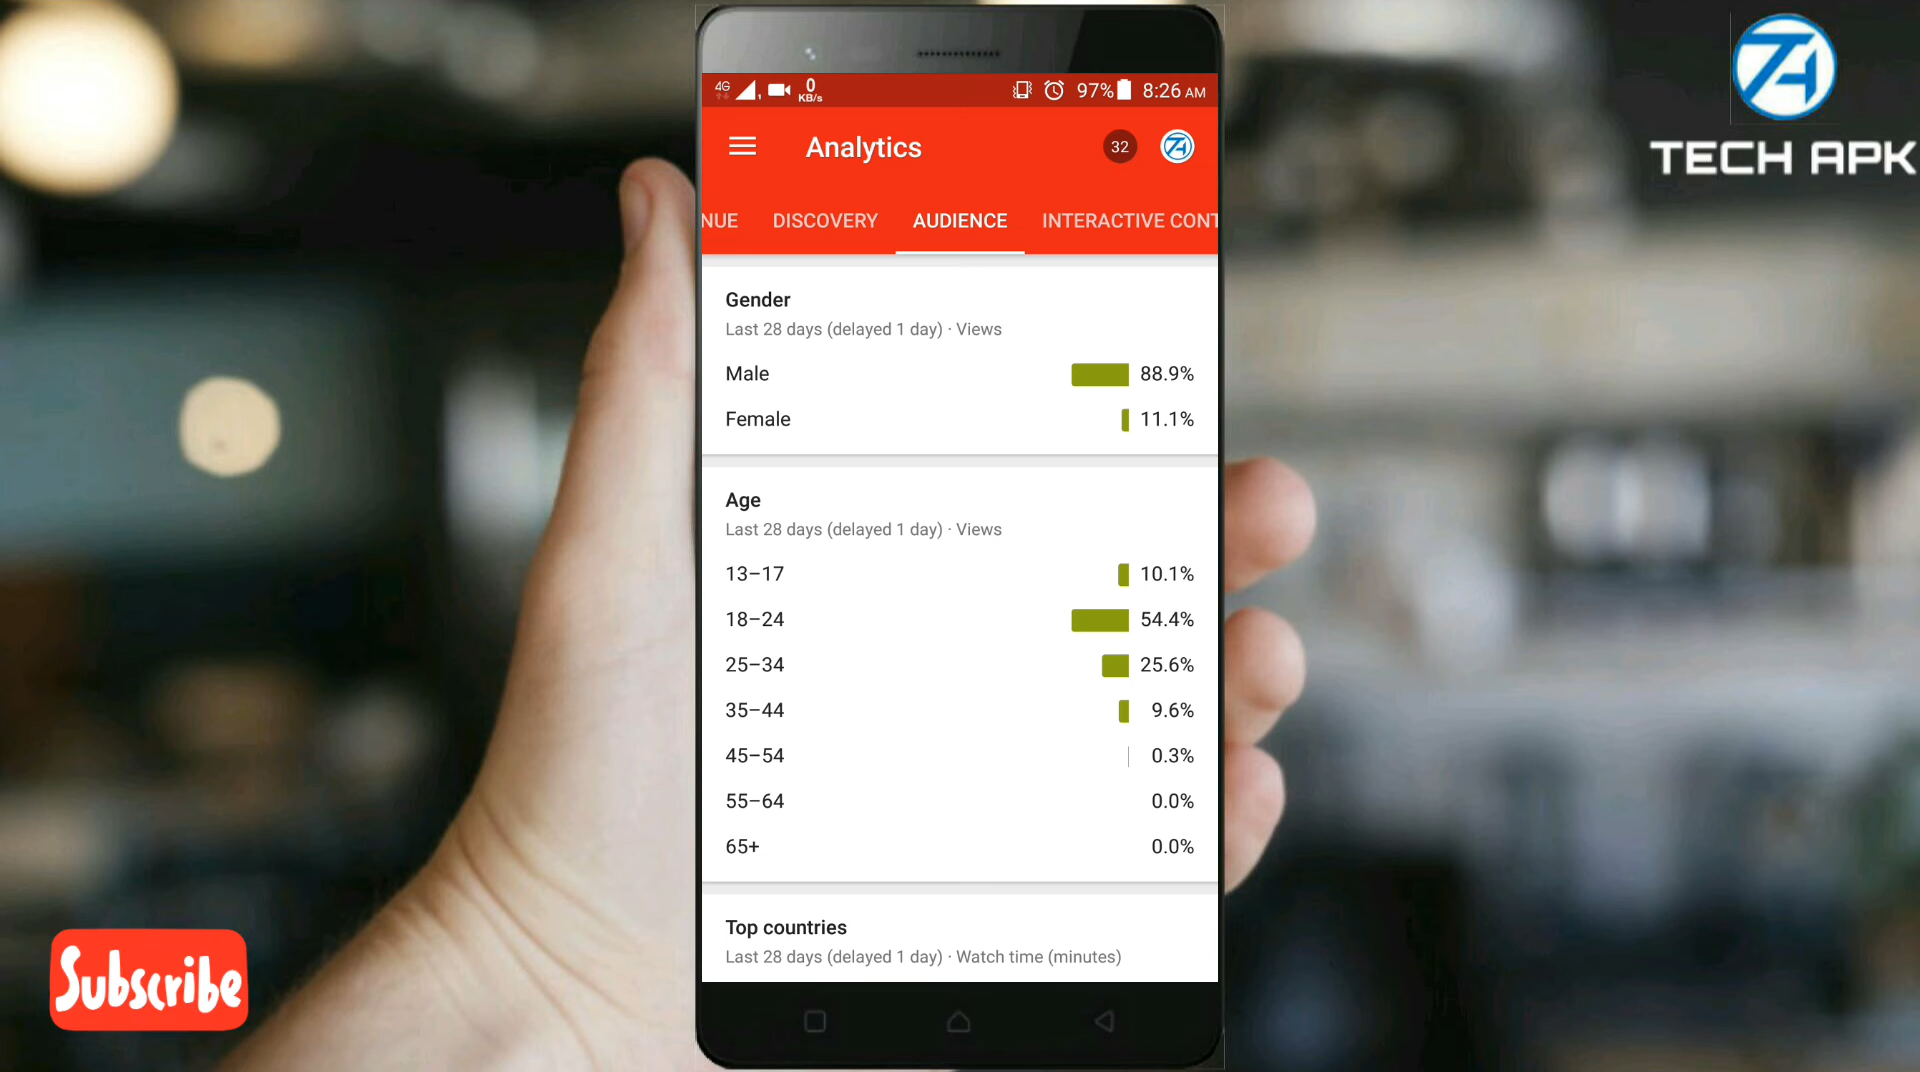 4G 1 0 KB/s 97% 8:26 AM
TECH APK
Analytics 32
NUE DISCOVERY AUDIENCE INTERACTIVE CONT
Gender
Last 28 days (delayed 1 day) · Views
Male 88.9%
Female 11.1%
Age
Last 28 days (delayed 1 day) · Views
13–17 10.1%
18–24 54.4%
25–34 25.6%
35–44 9.6%
45–54 0.3%
55–64 0.0%
65+ 0.0%
Top countries
Last 28 days (delayed 1 day) · Watch time (minutes)
Subscribe